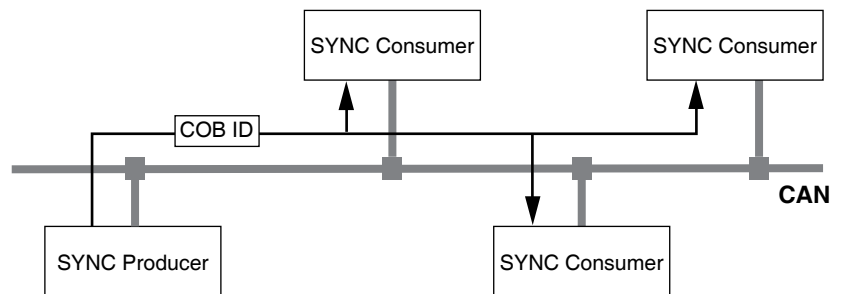 SYNC Consumer
SYNC Consumer
COB ID
CAN
SYNC Producer
SYNC Consumer